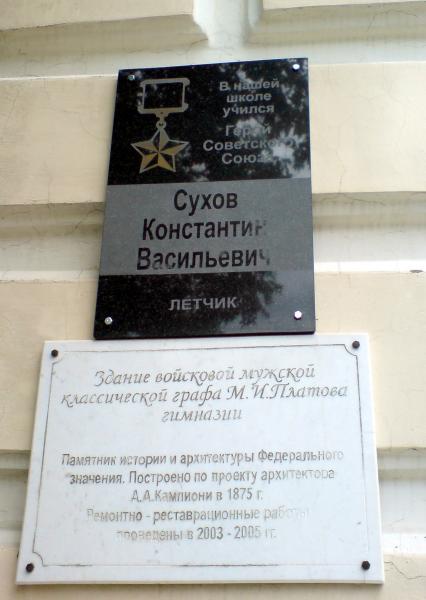 В нашей
школе
учился
Герой
Советского
Союза
Сухов
Константин
Васильевич
ЛЕТЧИК
Здание войсковой мужской
классической графа М.И.Платова
гимназии
Памятник истории и архитектуры Федерального
значения. Построено по проекту архитектора
А.А.Кампиони в 1875 г.
Ремонтно - реставрационные работы
проведены в 2003 - 2005 гг.